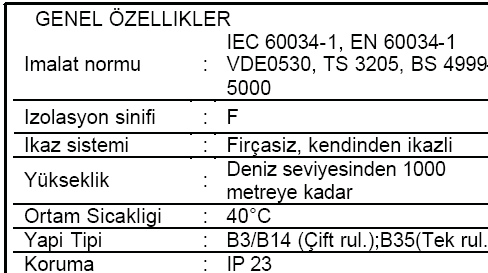 GENEL ÖZELLIKLER
IEC 60034-1, EN 60034-1
Imalat normu : VDE0530, TS 3205, BS 4999-
5000
Izolasyon sinifi : F
Ikaz sistemi : Firçasiz, kendinden ikazli
Yükseklik : Deniz seviyesinden 1000
metreye kadar
Ortam Sicakligi : 40°C
Yapi Tipi : B3/B14 (Çift rul.);B35(Tek rul.
Koruma : IP 23